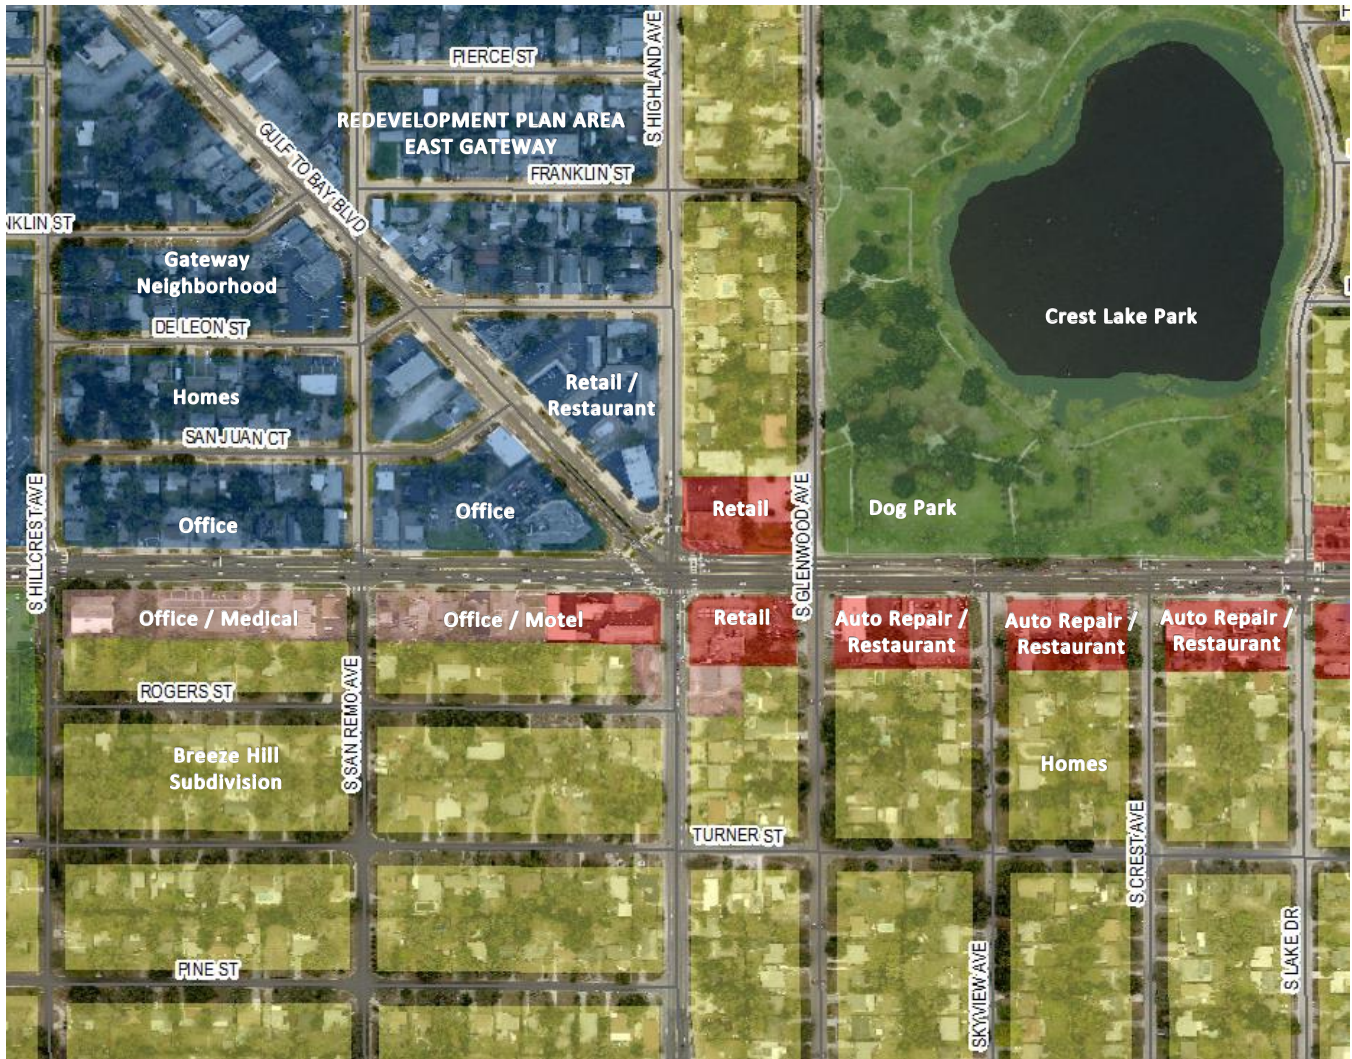 PIERCE ST
S HIGHLAND AVE
REDEVELOPMENT PLAN AREA
EAST GATEWAY
GULF TO BAY BLVD
FRANKLIN ST
NKLIN ST
Gateway
Neighborhood
Crest Lake Park
DE LEON ST
Homes
Retail /
Restaurant
SAN JUAN CT
S HILLCREST AVE
Office
Office
Retail
S GLENWOOD AVE
Dog Park
Office / Medical
Office / Motel
Retail
Auto Repair /
Restaurant
Auto Repair /
Restaurant
Auto Repair /
Restaurant
ROGERS ST
S SAN REMO AVE
Breeze Hill
Subdivision
Homes
TURNER ST
S CREST AVE
PINE ST
SKYVIEW AVE
S LAKE DR